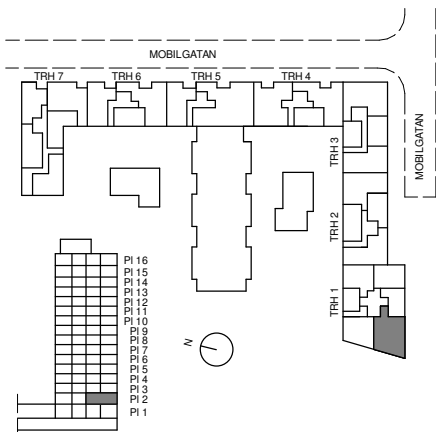 MOBILGATAN
TRH 7
TRH 6
TRH 5
TRH 4
MOBILGATAN
TRH 3
TRH 2
TRH 1
N
Pl 16
Pl 15
Pl 14
Pl 13
Pl 12
Pl 11
Pl 10
Pl 9
Pl 8
Pl 7
Pl 6
Pl 5
Pl 4
Pl 3
Pl 2
Pl 1